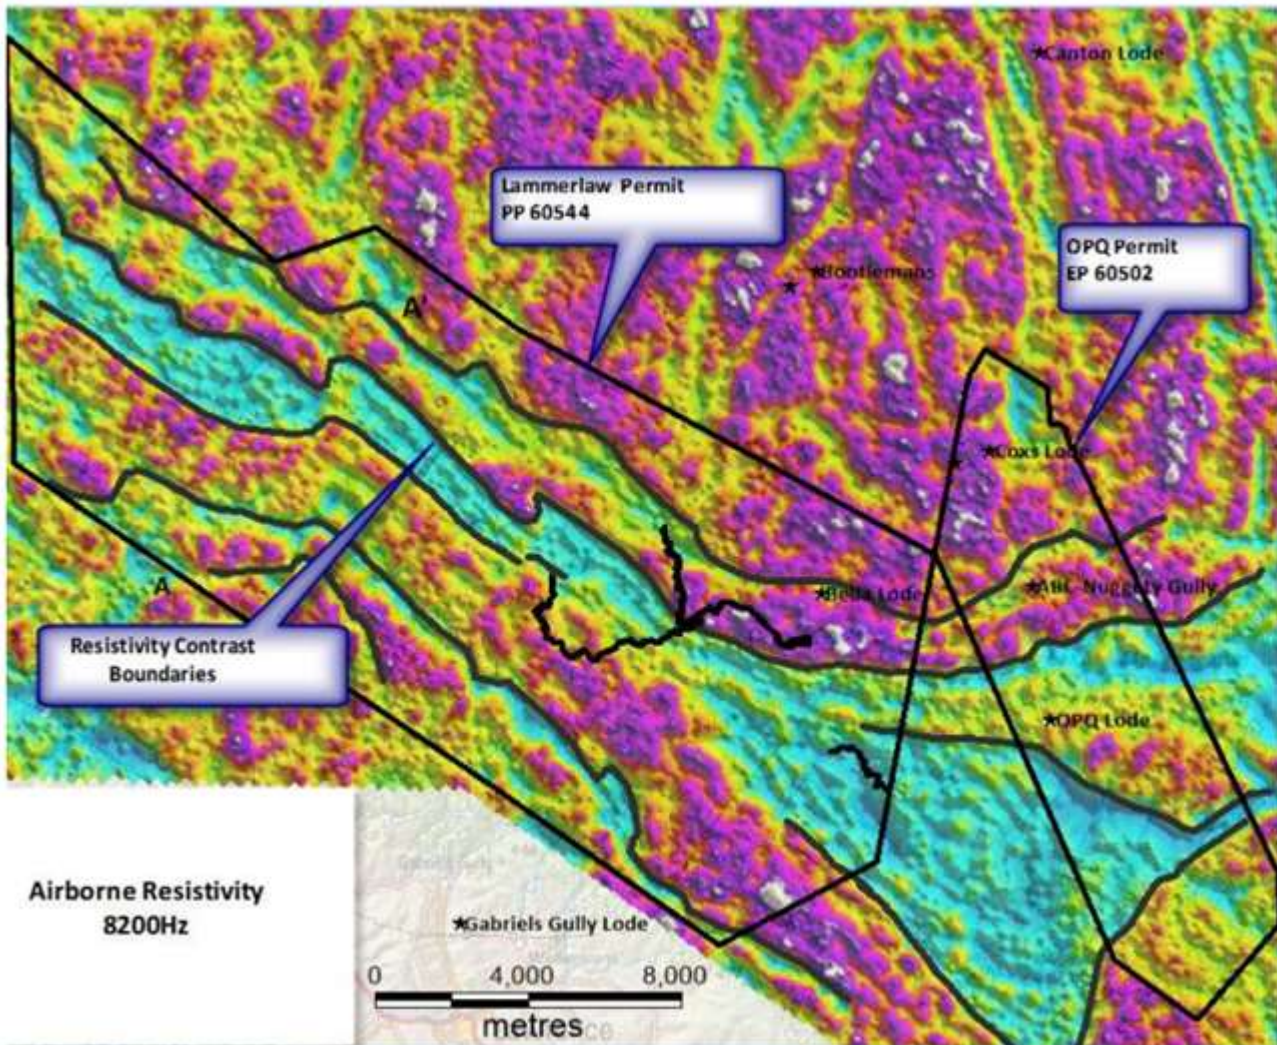 Canton Lode
Lammerlaw Permit
PP 60544
OPQ Permit
EP 60502
Bontlemans
A'
Coxs Lode
A
Bella Lode
ABC Nuggety Gully
Resistivity Contrast
Boundaries
OPQ Lode
Airborne Resistivity
8200Hz
Gabriels Gully Lode
0 4,000 8,000
metres